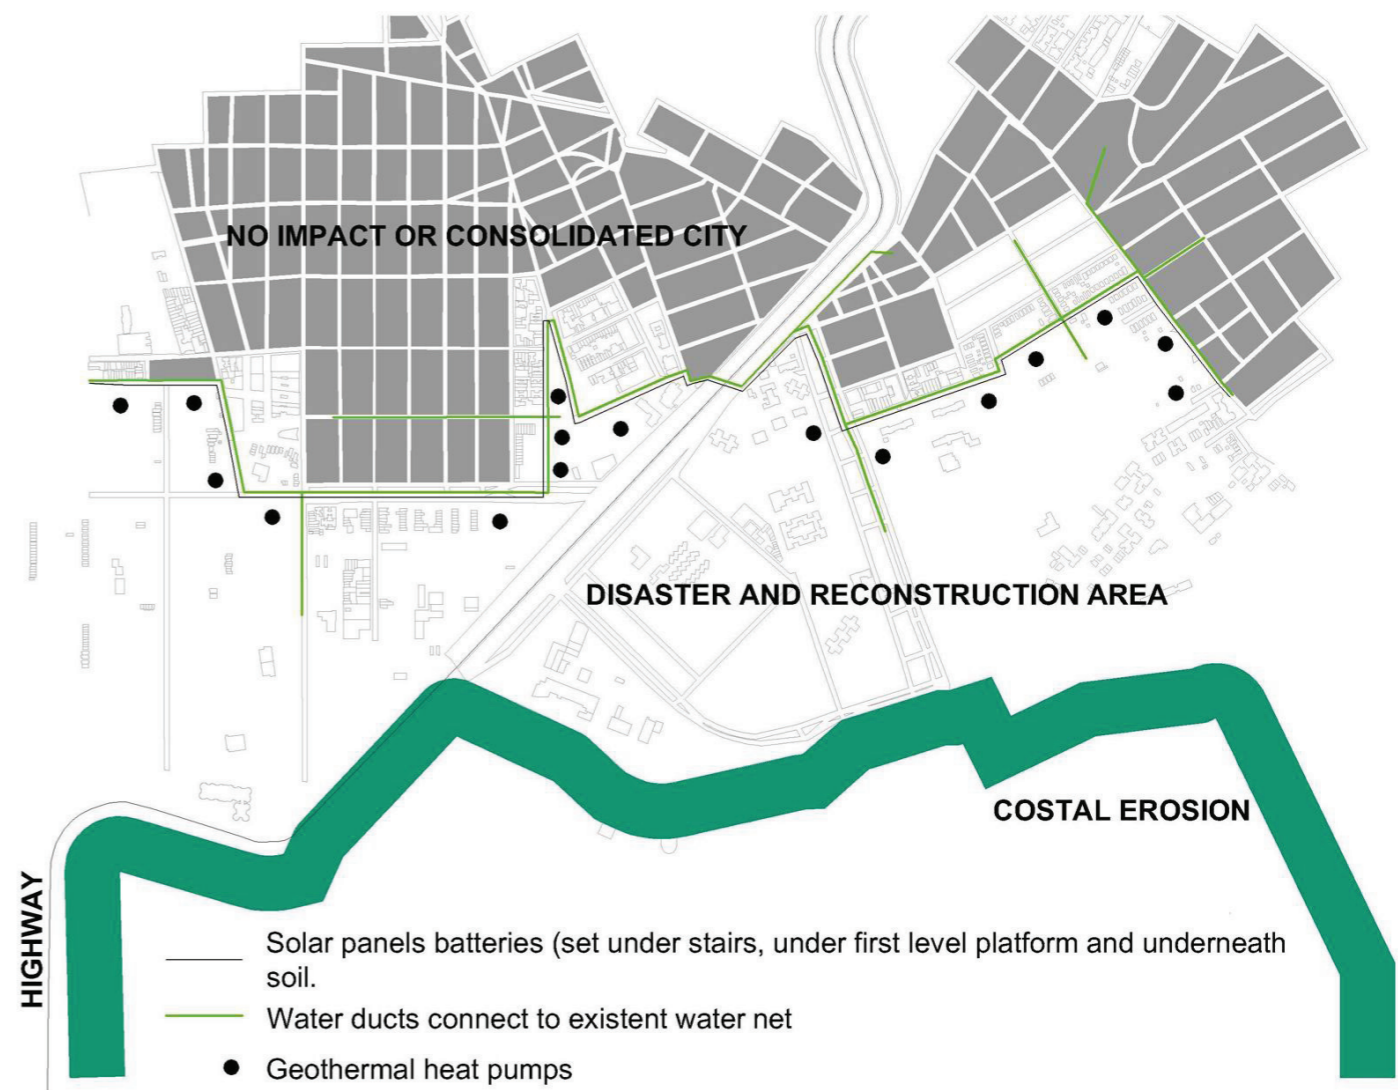 NO IMPACT OR CONSOLIDATED CITY
DISASTER AND RECONSTRUCTION AREA
COSTAL EROSION
HIGHWAY
Solar panels batteries (set under stairs, under first level platform and underneath
soil.
Water ducts connect to existent water net
Geothermal heat pumps